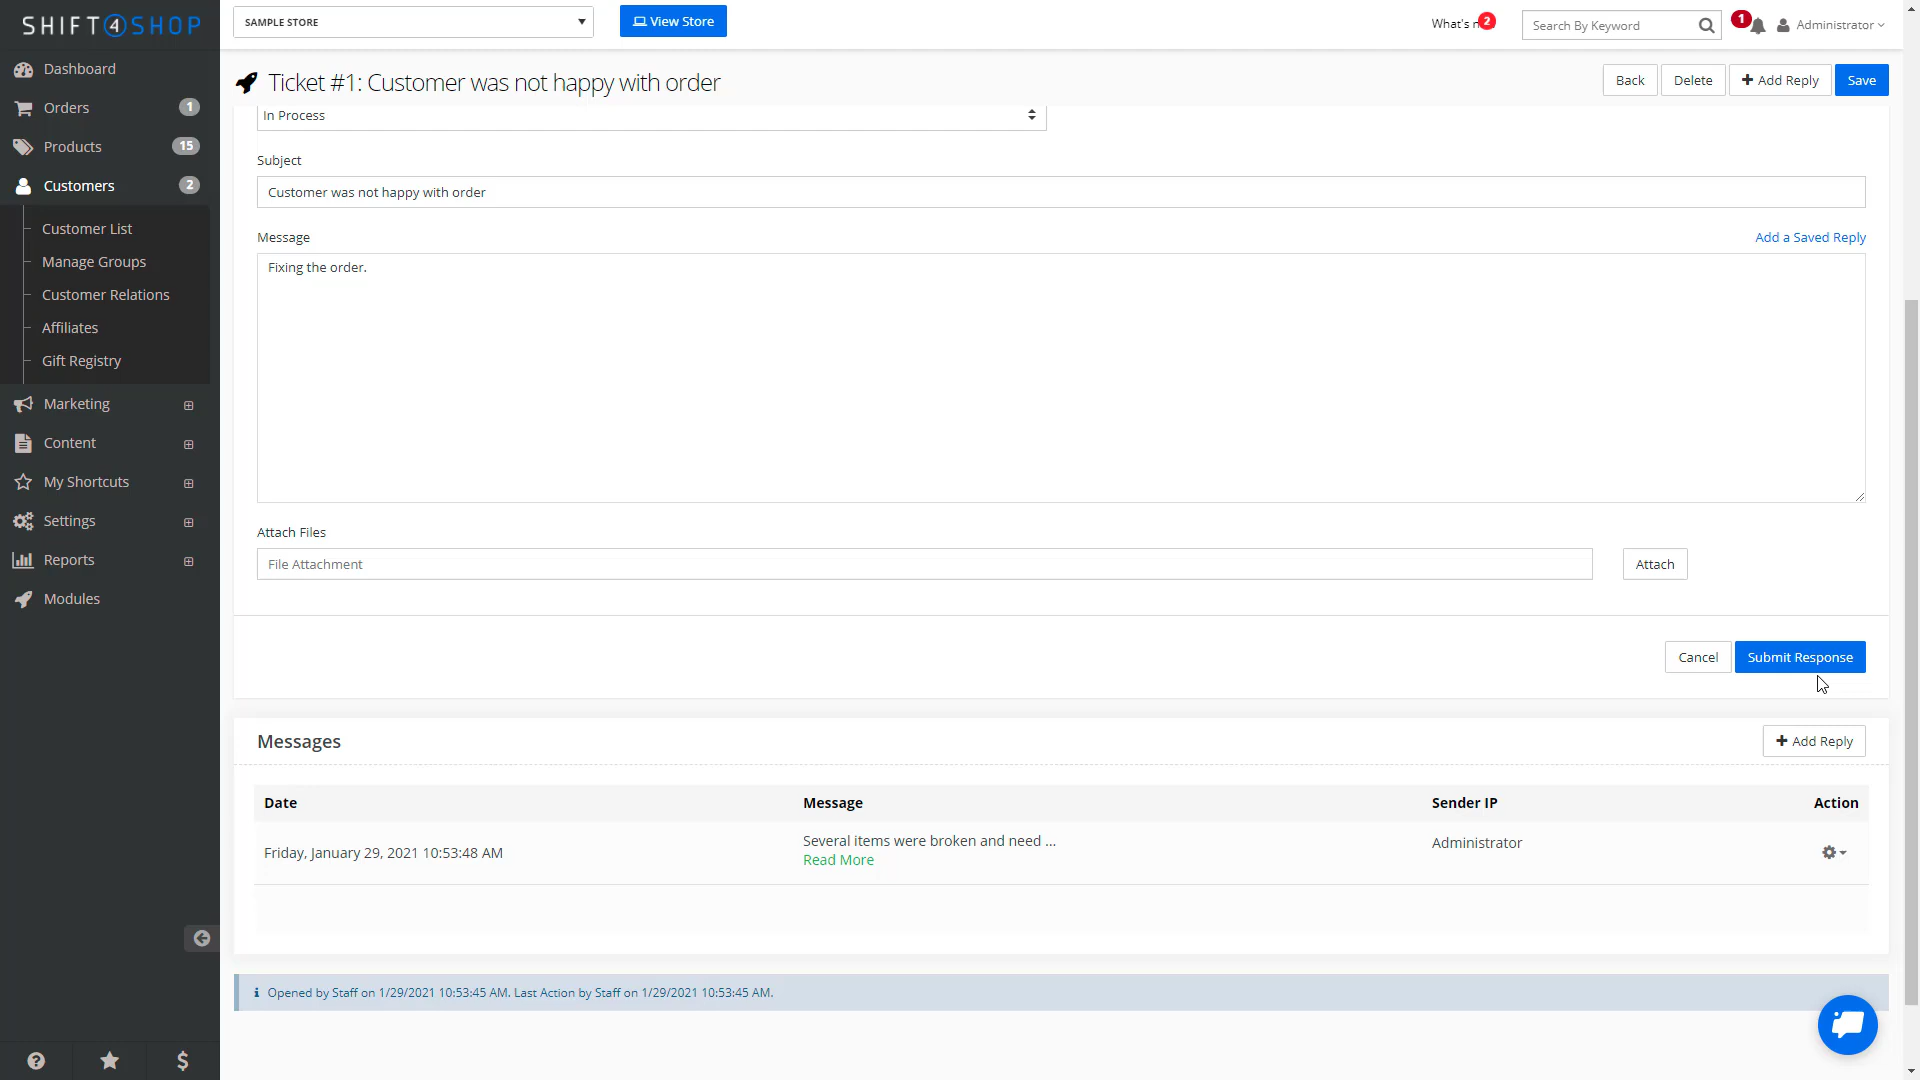 SHIFT4SHOP
SAMPLE STORE
View Store
What's n
2
Search By Keyword
1
Administrator
Dashboard
Orders 1
Products 15
Customers 2
Customer List
Manage Groups
Customer Relations
Affiliates
Gift Registry
Marketing
Content
My Shortcuts
Settings
Reports
Modules
Ticket #1: Customer was not happy with order
Back
Delete
Add Reply
Save
In Process
Subject
Customer was not happy with order
Message
Add a Saved Reply
Fixing the order.
Attach Files
File Attachment
Attach
Cancel
Submit Response
Messages
Add Reply
Date Message Sender IP Action
Friday, January 29, 2021 10:53:48 AM
Several items were broken and need ...
Read More
Administrator
Opened by Staff on 1/29/2021 10:53:45 AM. Last Action by Staff on 1/29/2021 10:53:45 AM.